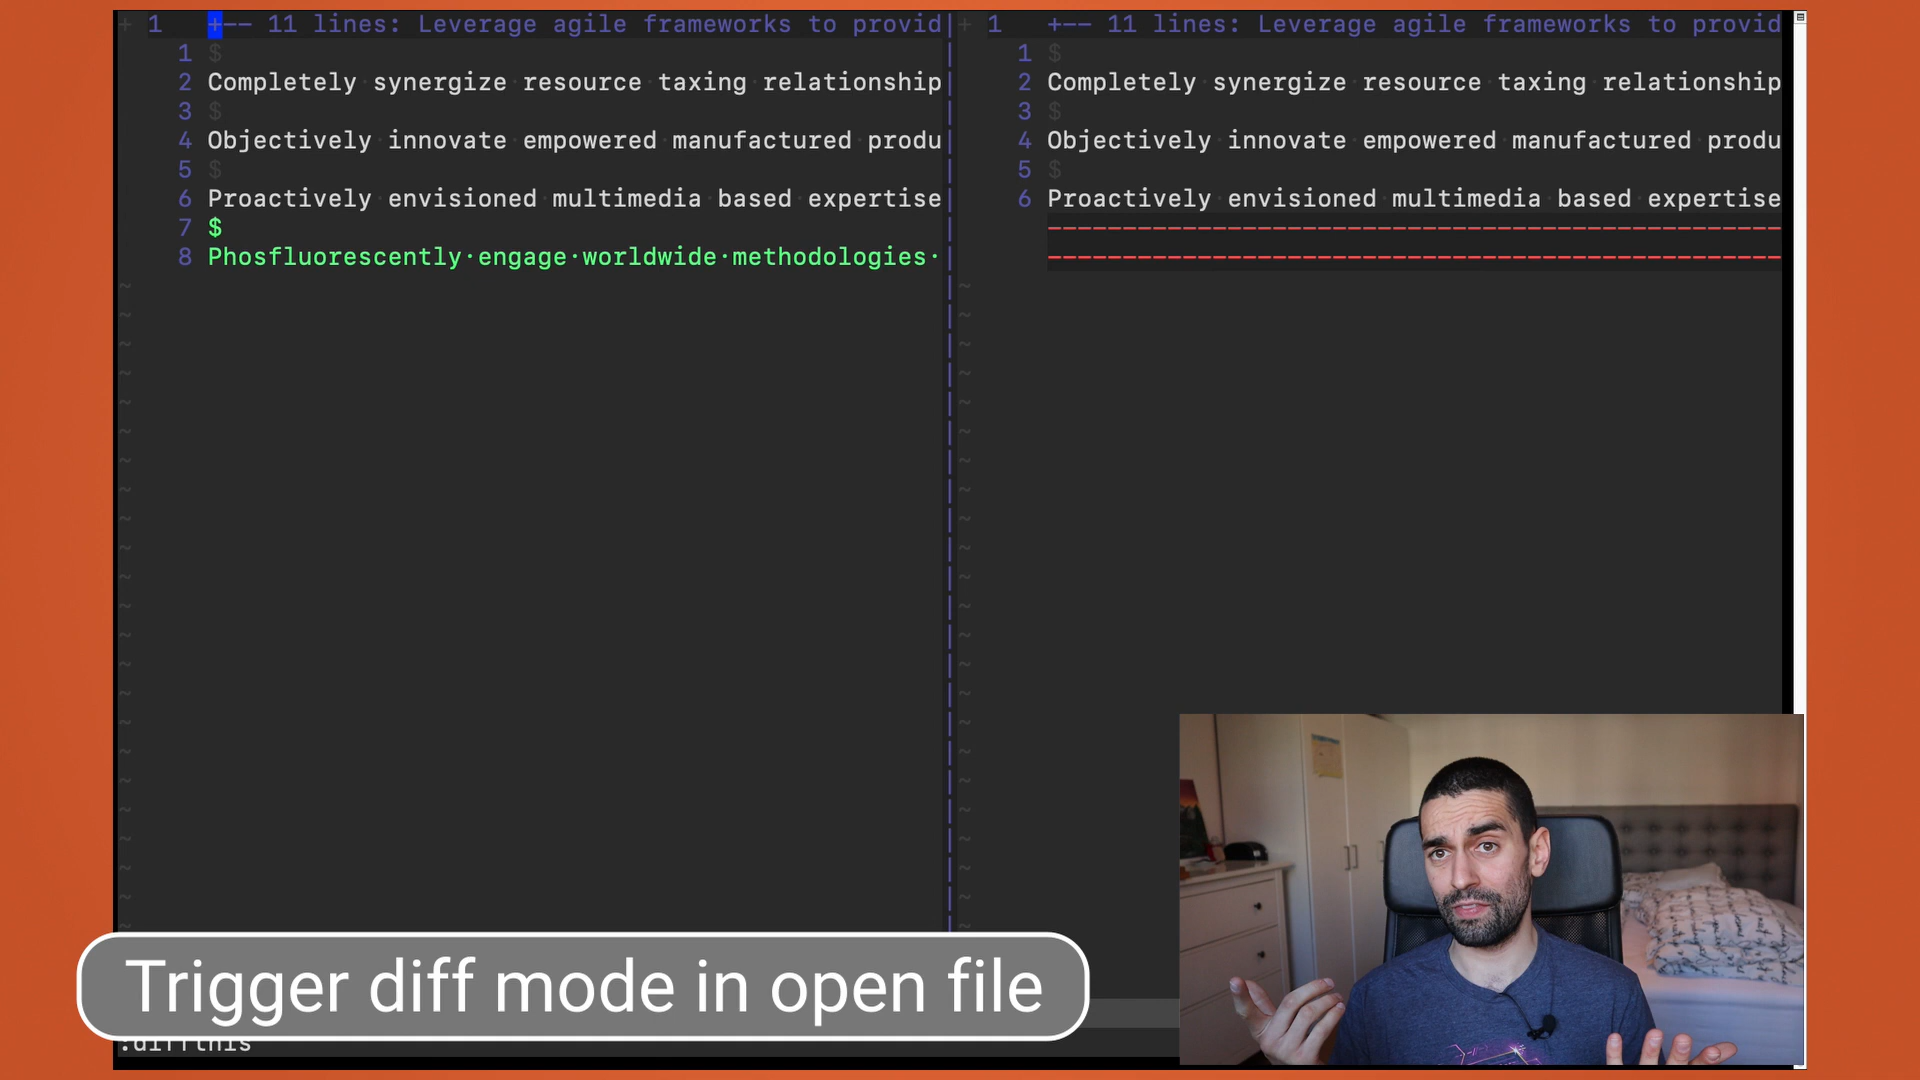 1 +-- 11 lines: Leverage agile frameworks to provid
1 $
2 Completely synergize resource taxing relationship
3 $
4 Objectively innovate empowered manufactured produ
5 $
6 Proactively envisioned multimedia based expertise
7 $
8 Phosfluorescently·engage·worldwide·methodologies·
1 +-- 11 lines: Leverage agile frameworks to provid
1 $
2 Completely synergize resource taxing relationship
3 $
4 Objectively innovate empowered manufactured produ
5 $
6 Proactively envisioned multimedia based expertise
Trigger diff mode in open file
:diffthis